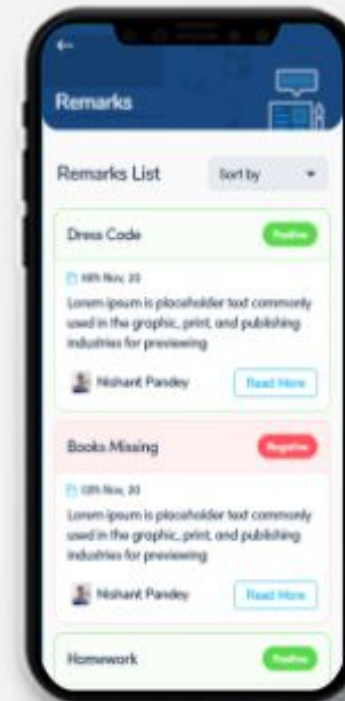 Remarks
Remarks List
Sort by
Dress Code
Positive
Nov, 20
Lorem ipsum is placeholder text commonly
used in the graphic, print, and publishing
industries for previewing
Nishant Pandey
Read More
Books Missing
Negative
Nov, 20
Lorem ipsum is placeholder text commonly
used in the graphic, print, and publishing
industries for previewing
Nishant Pandey
Read More
Homework
Positive